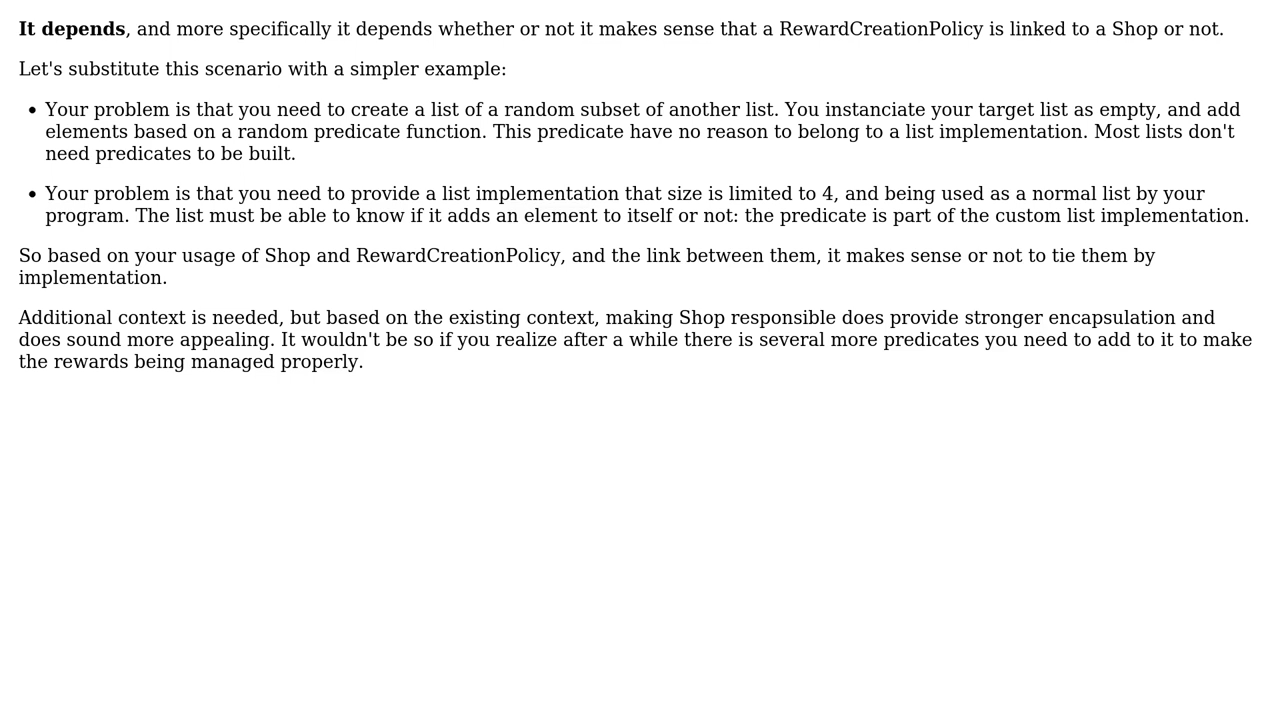 It depends, and more specifically it depends whether or not it makes sense that a RewardCreationPolicy is linked to a Shop or not.
Let's substitute this scenario with a simpler example:
• Your problem is that you need to create a list of a random subset of another list. You instanciate your target list as empty, and add
elements based on a random predicate function. This predicate have no reason to belong to a list implementation. Most lists don't
need predicates to be built.
• Your problem is that you need to provide a list implementation that size is limited to 4, and being used as a normal list by your
program. The list must be able to know if it adds an element to itself or not: the predicate is part of the custom list implementation.
So based on your usage of Shop and RewardCreationPolicy, and the link between them, it makes sense or not to tie them by
implementation.
Additional context is needed, but based on the existing context, making Shop responsible does provide stronger encapsulation and
does sound more appealing. It wouldn't be so if you realize after a while there is several more predicates you need to add to it to make
the rewards being managed properly.